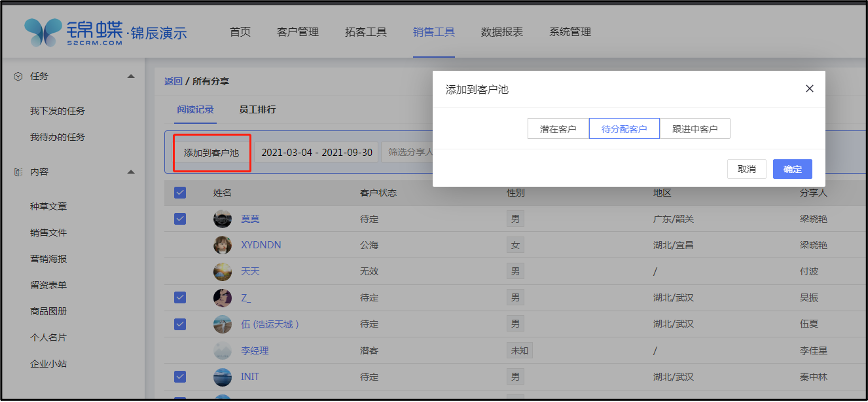 锦蝶
S2CRM.COM
·锦辰演示
首页 客户管理 拓客工具 销售工具 数据报表 系统管理
任务
我下发的任务
我待办的任务
内容
种草文章
销售文件
营销海报
留资表单
商品图册
个人名片
企业小站
返回 / 所有分享
阅读记录 员工排行
添加到客户池 2021-03-04 - 2021-09-30 筛选分享人
添加到客户池
潜在客户 待分配客户 跟进中客户
取消 确定
姓名 客户状态 性别 地区 分享人
莫莫 待定 男 广东/韶关 梁晓艳
XYDNDN 公海 女 湖北/宜昌 梁晓艳
天天 无效 男 / 付波
Z_ 待定 男 湖北/武汉 吴振
伍 (浩运天城) 待定 男 湖北/武汉 伍夏
李经理 潜客 未知 / 李佳星
INIT 待定 男 湖北/武汉 秦中林